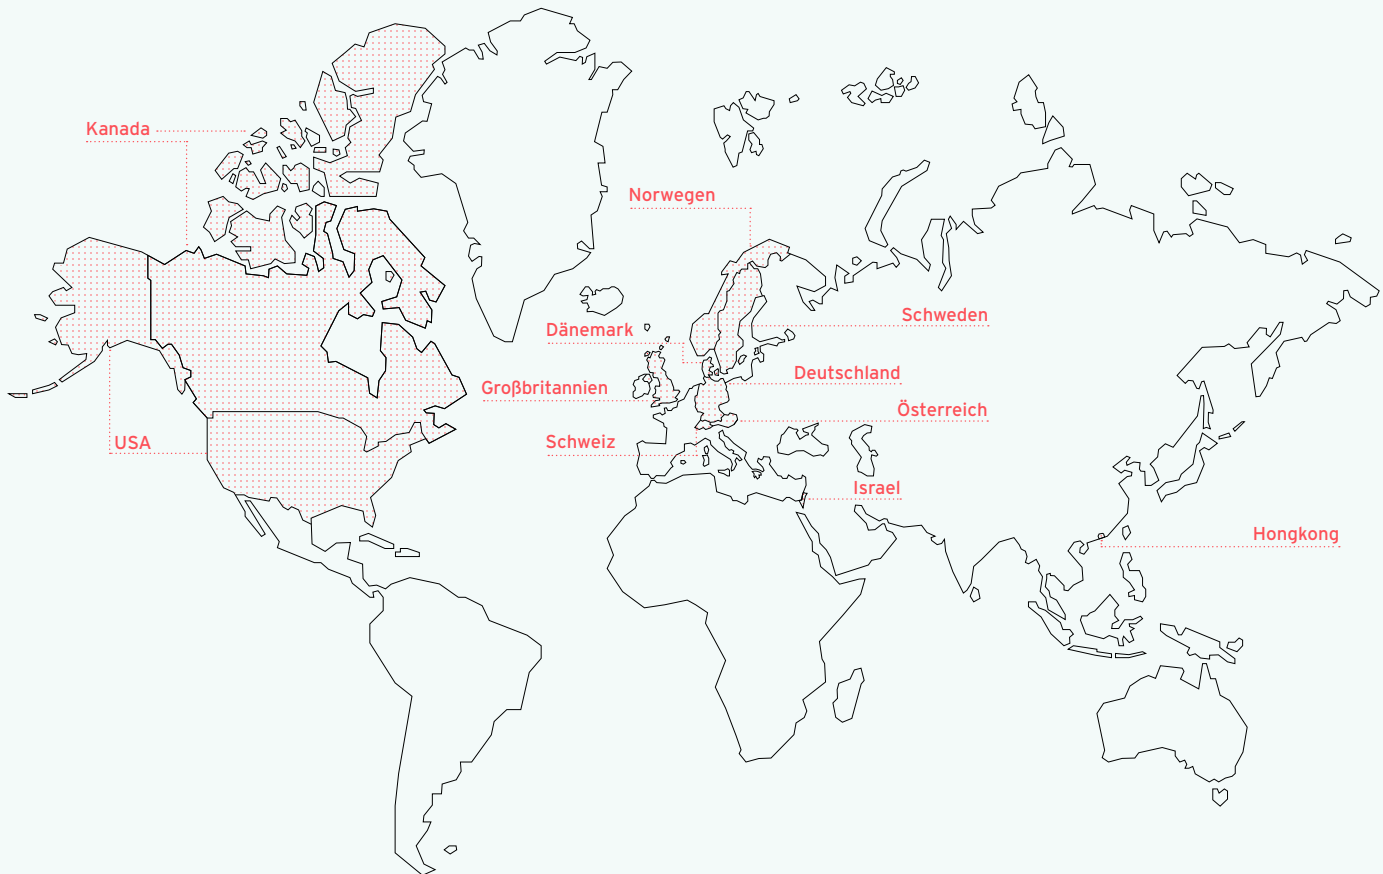 Kanada
Norwegen
Schweden
Dänemark
Deutschland
Großbritannien
Österreich
USA
Schweiz
Israel
Hongkong